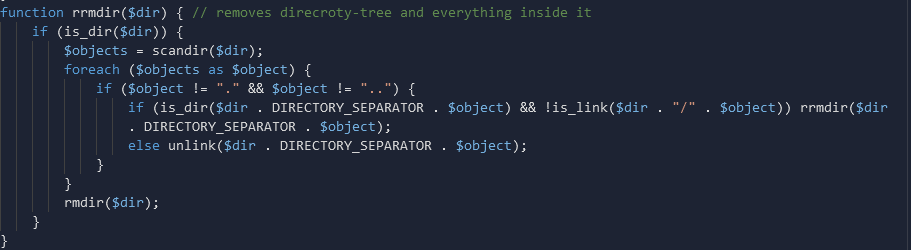 function rrmdir($dir) { // removes direcroty-tree and everything inside it
if (is_dir($dir)) {
$objects = scandir($dir);
foreach ($objects as $object) {
if ($object != "." && $object != "..") {
if (is_dir($dir . DIRECTORY_SEPARATOR . $object) && !is_link($dir . "/" . $object)) rrmdir($dir
. DIRECTORY_SEPARATOR . $object);
else unlink($dir . DIRECTORY_SEPARATOR . $object);
}
}
rmdir($dir);
}
}